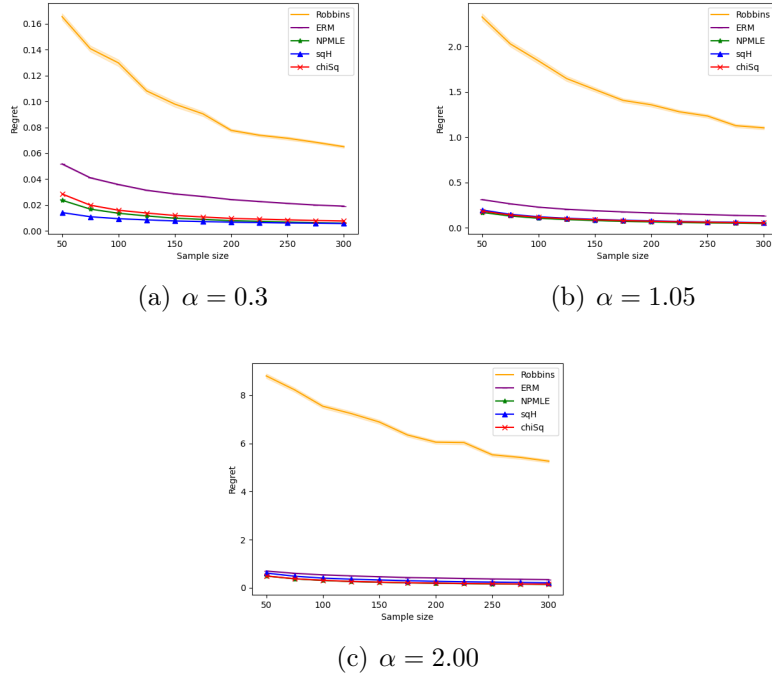 0.16
0.14
0.12
0.10
0.08
0.06
0.04
0.02
0.00
Regret
50
100
150
200
250
300
Sample size
Robbins
ERM
NPMLE
sqH
chiSq
(a) α = 0.3
2.0
1.5
1.0
0.5
0.0
Regret
50
100
150
200
250
300
Sample size
Robbins
ERM
NPMLE
sqH
chiSq
(b) α = 1.05
8
6
4
2
0
Regret
50
100
150
200
250
300
Sample size
Robbins
ERM
NPMLE
sqH
chiSq
(c) α = 2.00